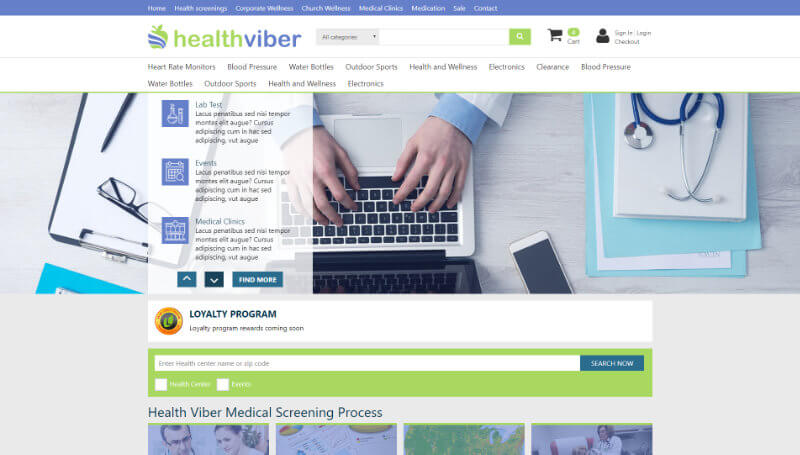 Home Health screenings Corporate Wellness Church Wellness Medical Clinics Medication Sale Contact
healthviber
All categories
0
Cart
Sign In | Login
Checkout
Heart Rate Monitors Blood Pressure Water Bottles Outdoor Sports Health and Wellness Electronics Clearance Blood Pressure
Water Bottles Outdoor Sports Health and Wellness Electronics
Lab Test
Lacus penatibus sed nisi tempor
montes elit augue? Cursus
adipiscing cum in hac sed
adipiscing, vut augue
Events
Lacus penatibus sed nisi tempor
montes elit augue? Cursus
adipiscing cum in hac sed
adipiscing, vut augue
Medical Clinics
Lacus penatibus sed nisi tempor
montes elit augue? Cursus
adipiscing cum in hac sed
adipiscing, vut augue
FIND MORE
LOYALTY PROGRAM
Loyalty program rewards coming soon
Enter Health center name or zip code
SEARCH NOW
Health Center Events
Health Viber Medical Screening Process